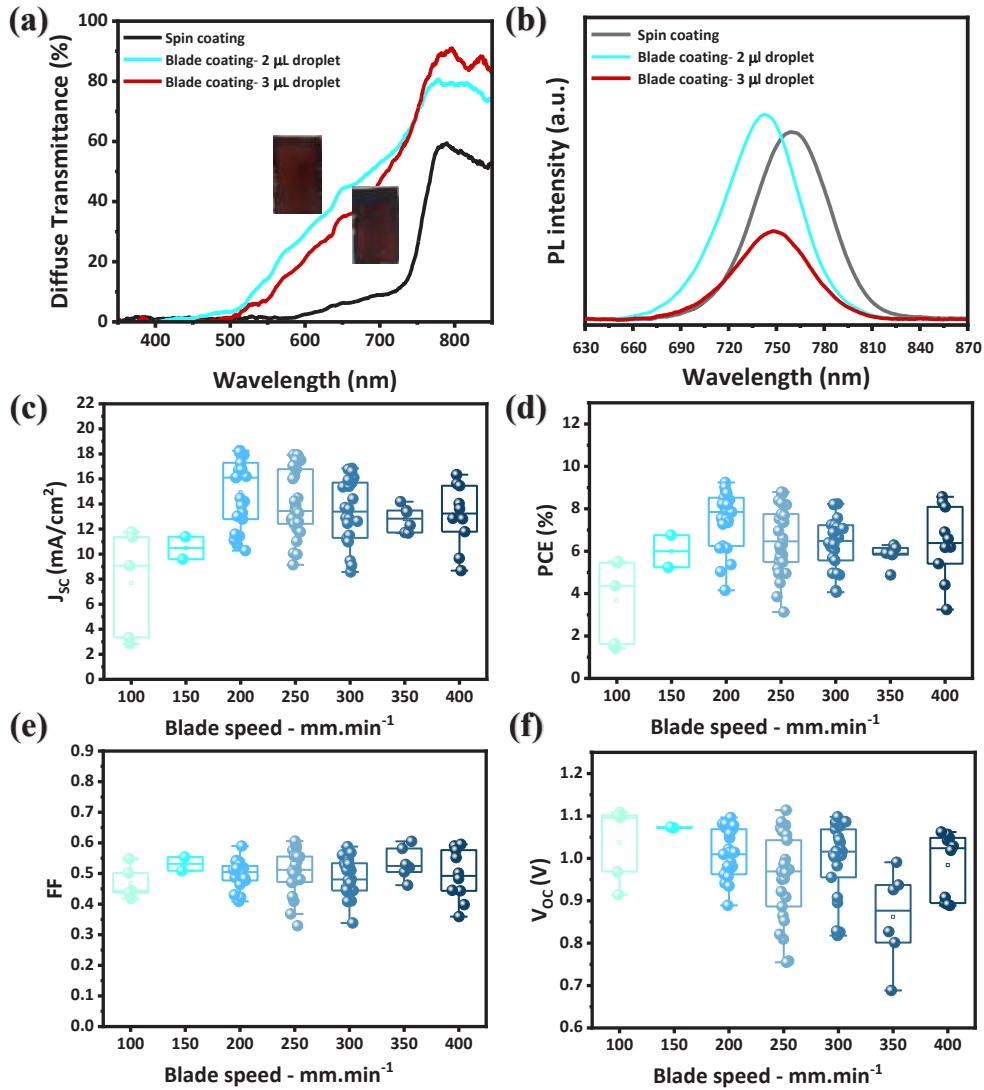 (a)
100
80
60
40
20
0
Diffuse Transmittance (%)
Spin coating
Blade coating- 2 µL droplet
Blade coating- 3 µL droplet
400 500 600 700 800
Wavelength (nm)
(b)
PL intensity (a.u.)
Spin coating
Blade coating- 2 µL droplet
Blade coating- 3 µl droplet
630 660 690 720 750 780 810 840 870
Wavelength (nm)
(c)
22
20
18
16
14
12
10
8
6
4
2
0
J_SC (mA/cm²)
100 150 200 250 300 350 400
Blade speed - mm.min⁻¹
(d)
12
10
8
6
4
2
0
PCE (%)
100 150 200 250 300 350 400
Blade speed - mm.min⁻¹
(e)
0.9
0.8
0.7
0.6
0.5
0.4
0.3
0.2
0.1
0.0
FF
100 150 200 250 300 350 400
Blade speed - mm.min⁻¹
(f)
1.2
1.1
1.0
0.9
0.8
0.7
0.6
V_OC (V)
100 150 200 250 300 350 400
Blade speed - mm.min⁻¹